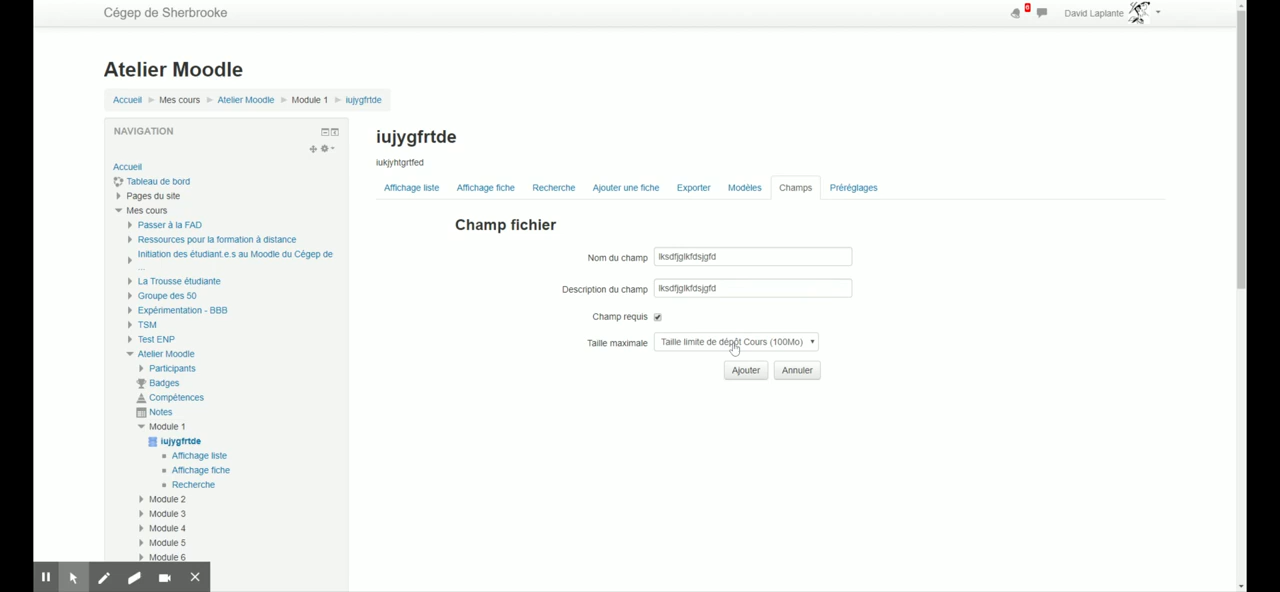 Cégep de Sherbrooke
6
David Laplante
Atelier Moodle
Accueil Mes cours Atelier Moodle Module 1 iujygfrtde
NAVIGATION
Accueil
Tableau de bord
Pages du site
Mes cours
Passer à la FAD
Ressources pour la formation à distance
Initiation des étudiant.e.s au Moodle du Cégep de
...
La Trousse étudiante
Groupe des 50
Expérimentation - BBB
TSM
Test ENP
Atelier Moodle
Participants
Badges
Compétences
Notes
Module 1
iujygfrtde
Affichage liste
Affichage fiche
Recherche
Module 2
Module 3
Module 4
Module 5
Module 6
iujygfrtde
iukjyhtgrtfed
Affichage liste Affichage fiche Recherche Ajouter une fiche Exporter Modèles Champs Préréglages
Champ fichier
Nom du champ lksdfjglkfdsjgfd
Description du champ lksdfjglkfdsjgfd
Champ requis
Taille maximale Taille limite de dépôt Cours (100Mo)
Ajouter Annuler